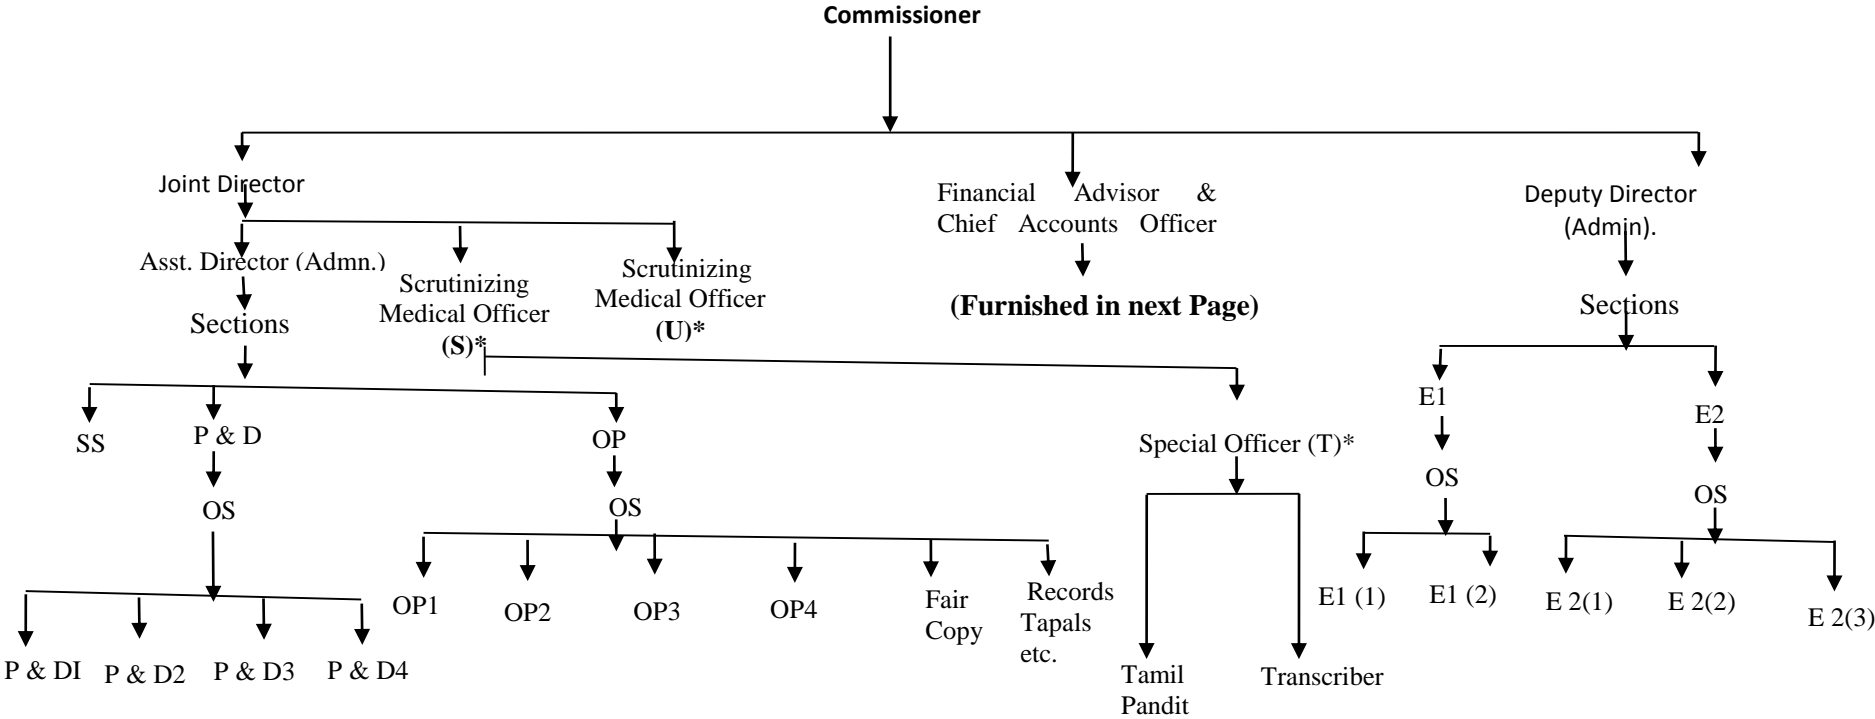 Commissioner
Joint Director
Financial Advisor &
Chief Accounts Officer
Deputy Director
(Admin).
Asst. Director (Admn.)
Scrutinizing
Medical Officer
(S)*
Scrutinizing
Medical Officer
(U)*
(Furnished in next Page)
Sections
Sections
SS
P & D
OP
Special Officer (T)*
E1
E2
OS
OS
OS
OS
OP1
OP2
OP3
OP4
Fair
Copy
Records
Tapals
etc.
E1 (1)
E1 (2)
E 2(1)
E 2(2)
E 2(3)
P & DI
P & D2
P & D3
P & D4
Tamil
Pandit
Transcriber